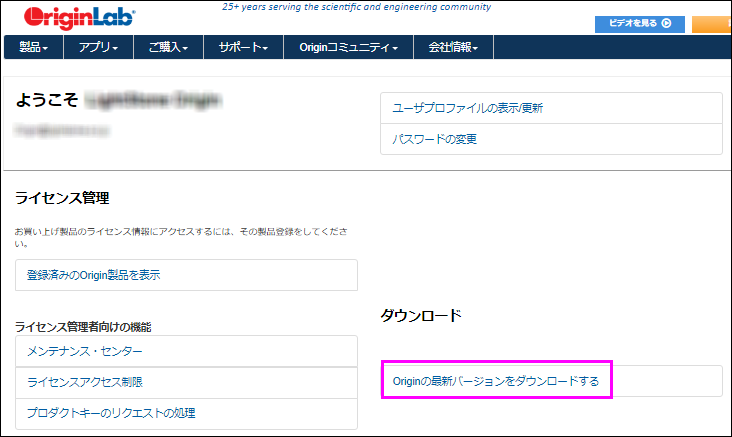 OriginLab
25+ years serving the scientific and engineering community
ビデオを見る
製品 アプリ ご購入 サポート Originコミュニティ 会社情報
ようこそ
ユーザプロファイルの表示/更新
パスワードの変更
ライセンス管理
お買い上げ製品のライセンス情報にアクセスするには、その製品登録をしてくださ
い。
登録済みのOrigin製品を表示
ライセンス管理者向けの機能
メンテナンス・センター
ライセンスアクセス制限
プロダクトキーのリクエストの処理
ダウンロード
Originの最新バージョンをダウンロードする